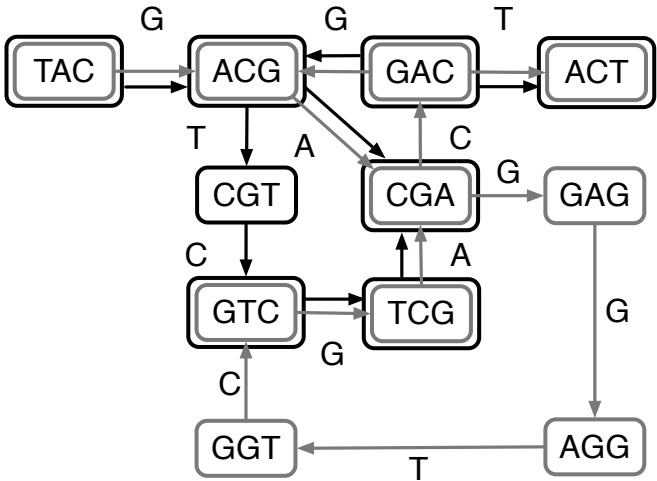 G G T
TAC ACG GAC ACT
T A C
CGT CGA G GAG
C A
GTC TCG G
G
C
GGT AGG
T